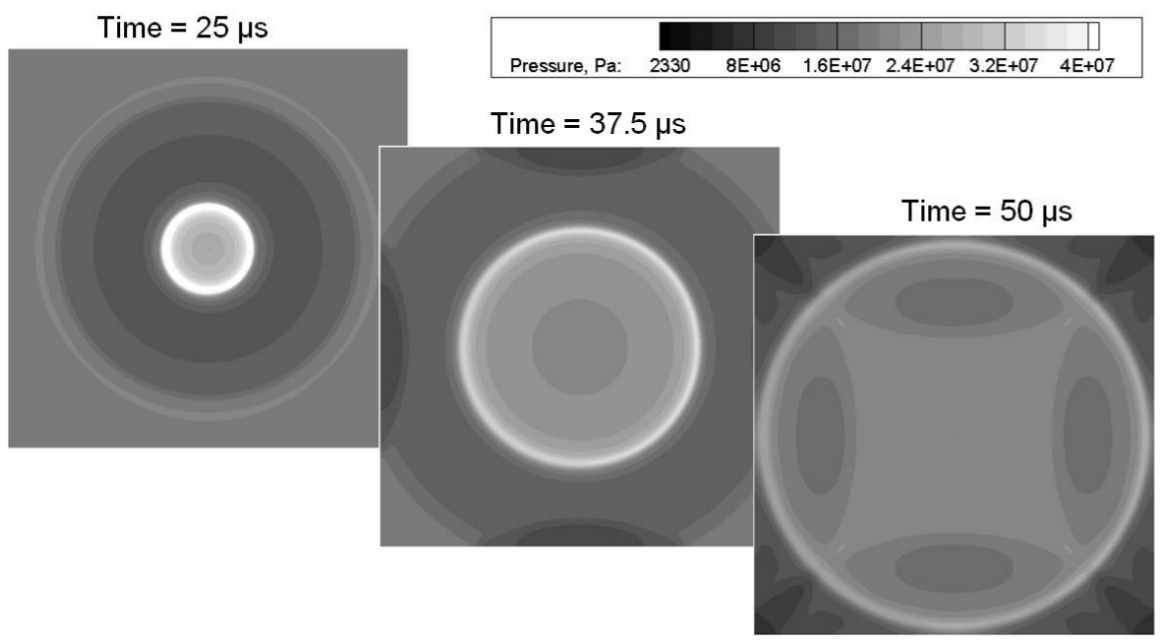 Time = 25 μs
Pressure, Pa: 2330 8E+06 1.6E+07 2.4E+07 3.2E+07 4E+07
Time = 37.5 μs
Time = 50 μs